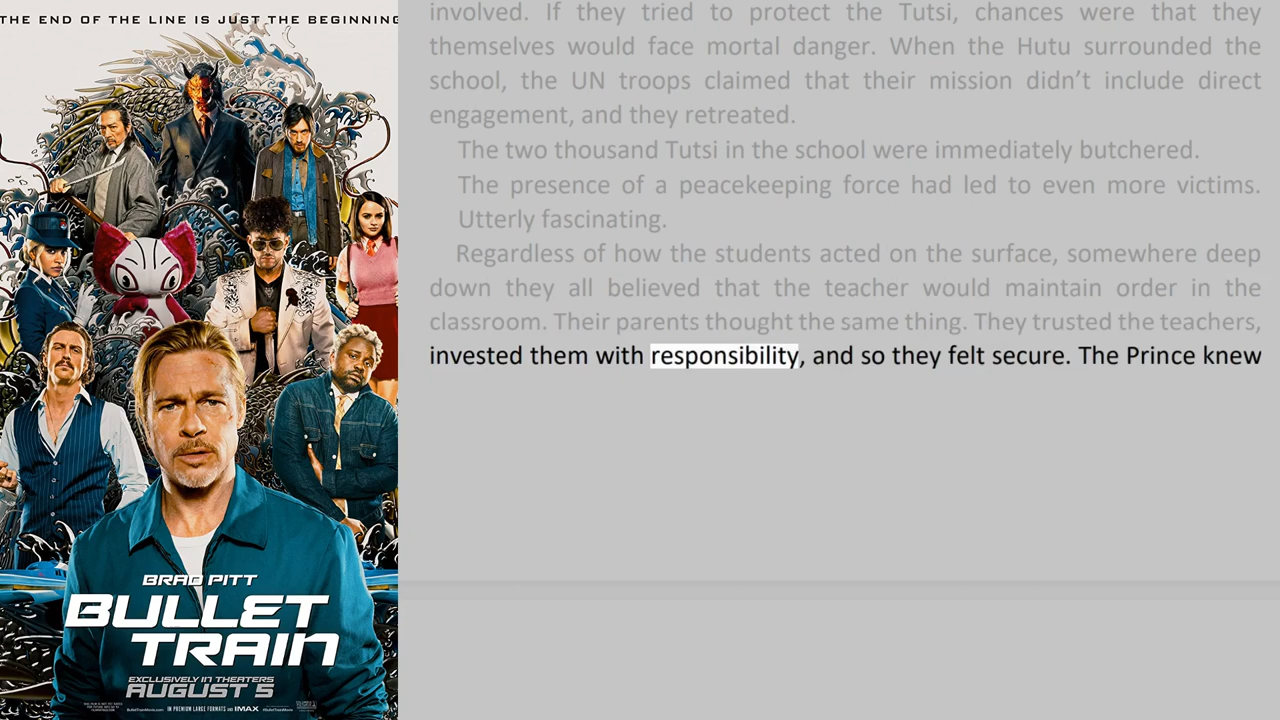 THE END OF THE LINE IS JUST THE BEGINNING
BRAD PITT
BULLET
TRAIN
EXCLUSIVELY IN THEATERS
AUGUST 5
BulletTrainMovie.com
IN PREMIUM LARGE FORMATS AND IMAX
#BulletTrainMovie
involved. If they tried to protect the Tutsi, chances were that they
themselves would face mortal danger. When the Hutu surrounded the
school, the UN troops claimed that their mission didn’t include direct
engagement, and they retreated.
The two thousand Tutsi in the school were immediately butchered.
The presence of a peacekeeping force had led to even more victims.
Utterly fascinating.
Regardless of how the students acted on the surface, somewhere deep
down they all believed that the teacher would maintain order in the
classroom. Their parents thought the same thing. They trusted the teachers,
invested them with responsibility, and so they felt secure. The Prince knew